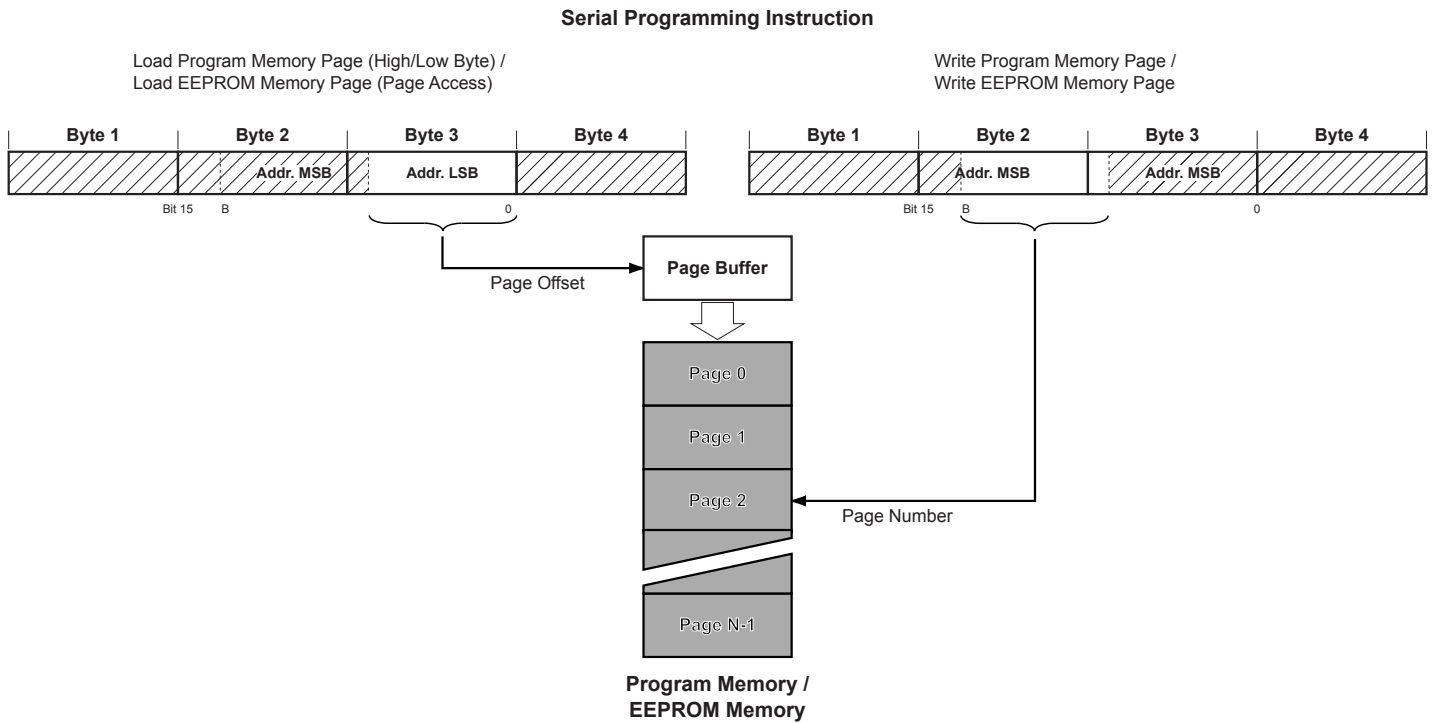 Serial Programming Instruction
Load Program Memory Page (High/Low Byte) /
Load EEPROM Memory Page (Page Access)
Write Program Memory Page /
Write EEPROM Memory Page
Byte 1 Byte 2 Byte 3 Byte 4
Byte 1 Byte 2 Byte 3 Byte 4
Addr. MSB Addr. LSB
Addr. MSB Addr. MSB
Bit 15 B 0
Bit 15 B 0
Page Buffer
Page Offset
Page 0
Page 1
Page 2
Page Number
Page N-1
Program Memory /
EEPROM Memory